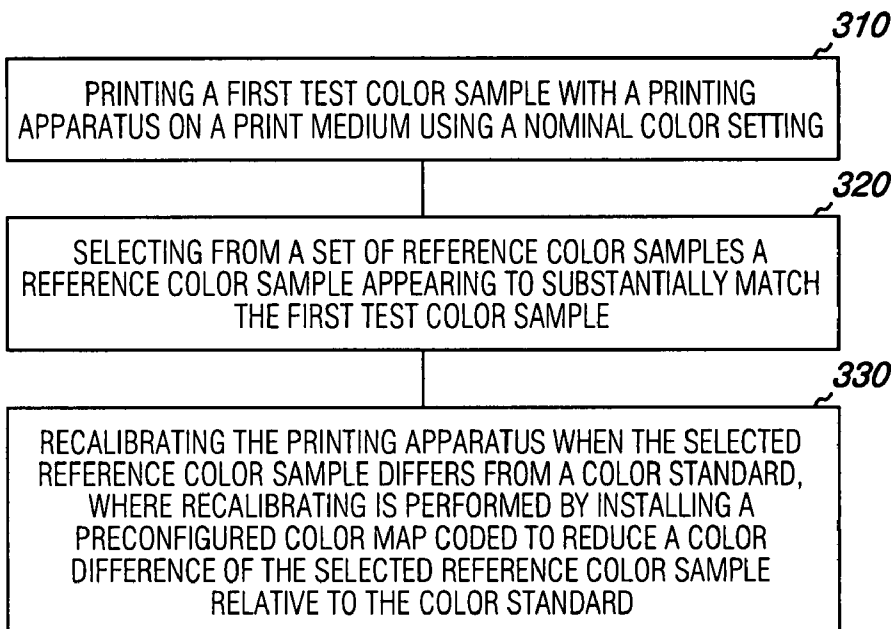 310
PRINTING A FIRST TEST COLOR SAMPLE WITH A PRINTING
APPARATUS ON A PRINT MEDIUM USING A NOMINAL COLOR SETTING
320
SELECTING FROM A SET OF REFERENCE COLOR SAMPLES A
REFERENCE COLOR SAMPLE APPEARING TO SUBSTANTIALLY MATCH
THE FIRST TEST COLOR SAMPLE
330
RECALIBRATING THE PRINTING APPARATUS WHEN THE SELECTED
REFERENCE COLOR SAMPLE DIFFERS FROM A COLOR STANDARD,
WHERE RECALIBRATING IS PERFORMED BY INSTALLING A
PRECONFIGURED COLOR MAP CODED TO REDUCE A COLOR
DIFFERENCE OF THE SELECTED REFERENCE COLOR SAMPLE
RELATIVE TO THE COLOR STANDARD